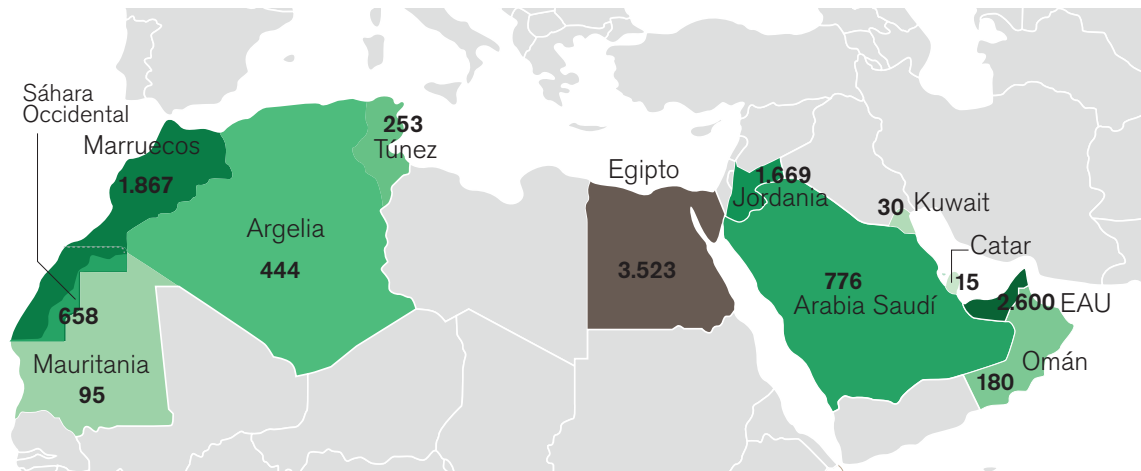 Sáhara
Occidental
Marruecos
1.867
253
Túnez
Argelia
444
658
Mauritania
95
Egipto
3.523
1.669
Jordania
30 Kuwait
Catar
15
776
Arabia Saudí
2.600 EAU
Omán
180